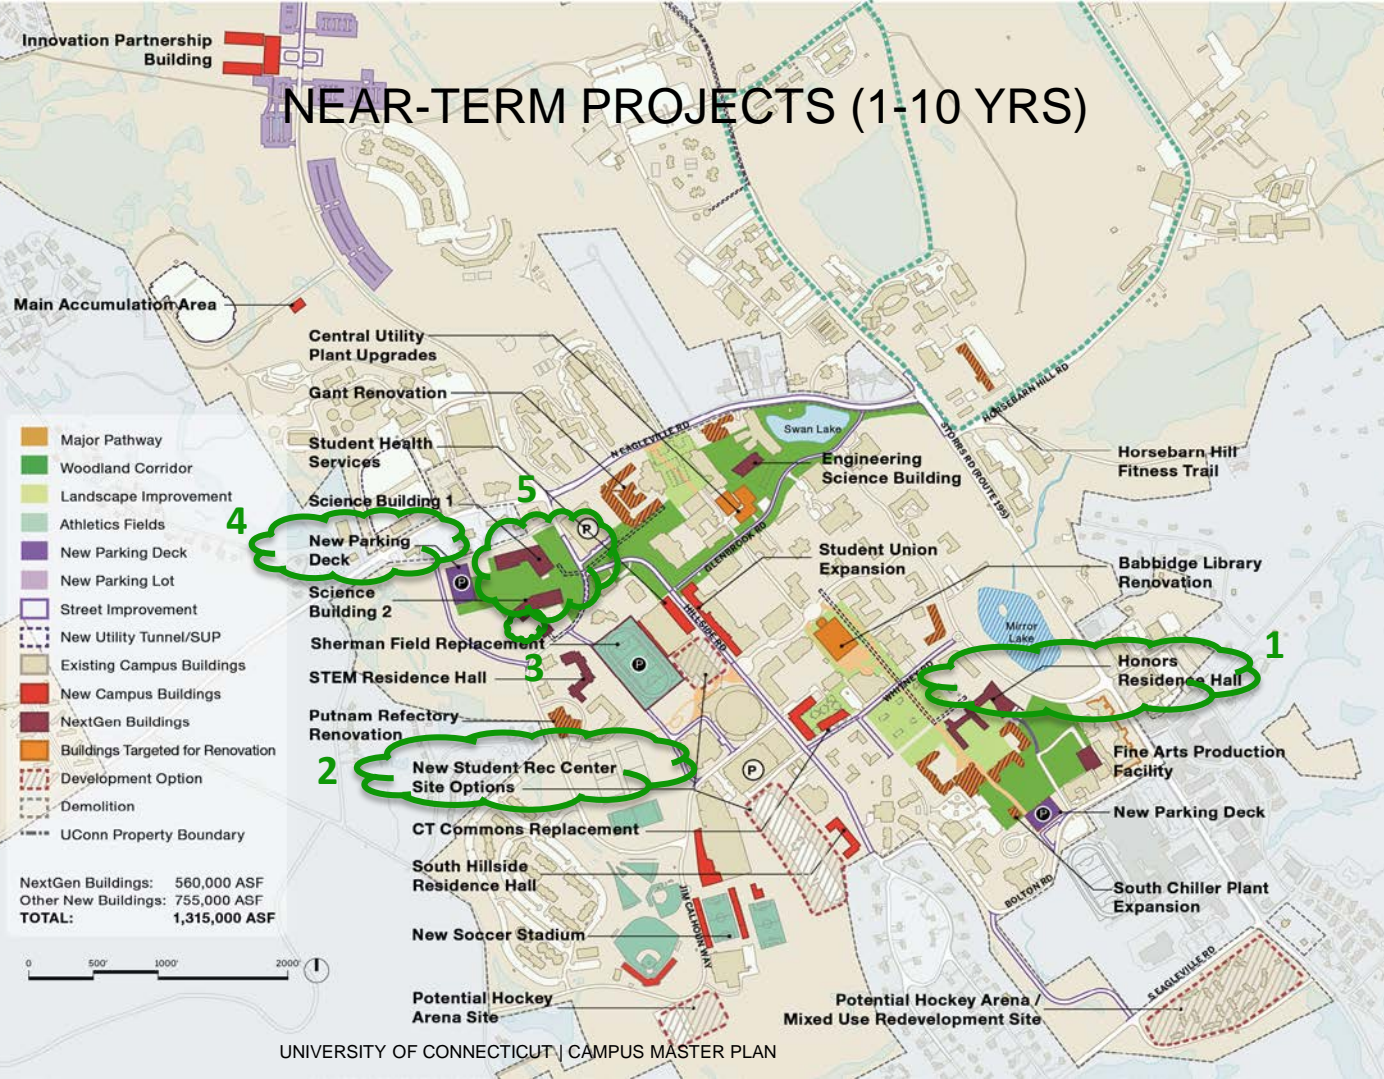 Innovation Partnership
Building
NEAR-TERM PROJECTS (1-10 YRS)
Main Accumulation Area
Central Utility
Plant Upgrades
Gant Renovation
Student Health
Services
Science Building 1
5
4
New Parking
Deck
Science
Building 2
Sherman Field Replacement
3
STEM Residence Hall
Putnam Refectory
Renovation
2
New Student Rec Center
Site Options
CT Commons Replacement
South Hillside
Residence Hall
New Soccer Stadium
Potential Hockey
Arena Site
N EAGLEVILLE RD
Swan Lake
HORSEBARN HILL RD
STORRS RD (ROUTE 195)
Horsebarn Hill
Fitness Trail
Engineering
Science Building
GLENBROOK RD
Student Union
Expansion
Babbidge Library
Renovation
HILLSIDE RD
Mirror
Lake
WHITNEY RD
1
Honors
Residence Hall
Fine Arts Production
Facility
New Parking Deck
South Chiller Plant
Expansion
BOLTON RD
JIM CALHOUN WAY
S EAGLEVILLE RD
Potential Hockey Arena /
Mixed Use Redevelopment Site
P
P
P
P
P
Major Pathway
Woodland Corridor
Landscape Improvement
Athletics Fields
New Parking Deck
New Parking Lot
Street Improvement
New Utility Tunnel/SUP
Existing Campus Buildings
New Campus Buildings
NextGen Buildings
Buildings Targeted for Renovation
Development Option
Demolition
UConn Property Boundary
NextGen Buildings: 560,000 ASF
Other New Buildings: 755,000 ASF
TOTAL: 1,315,000 ASF
0 500' 1000' 2000'
UNIVERSITY OF CONNECTICUT | CAMPUS MASTER PLAN